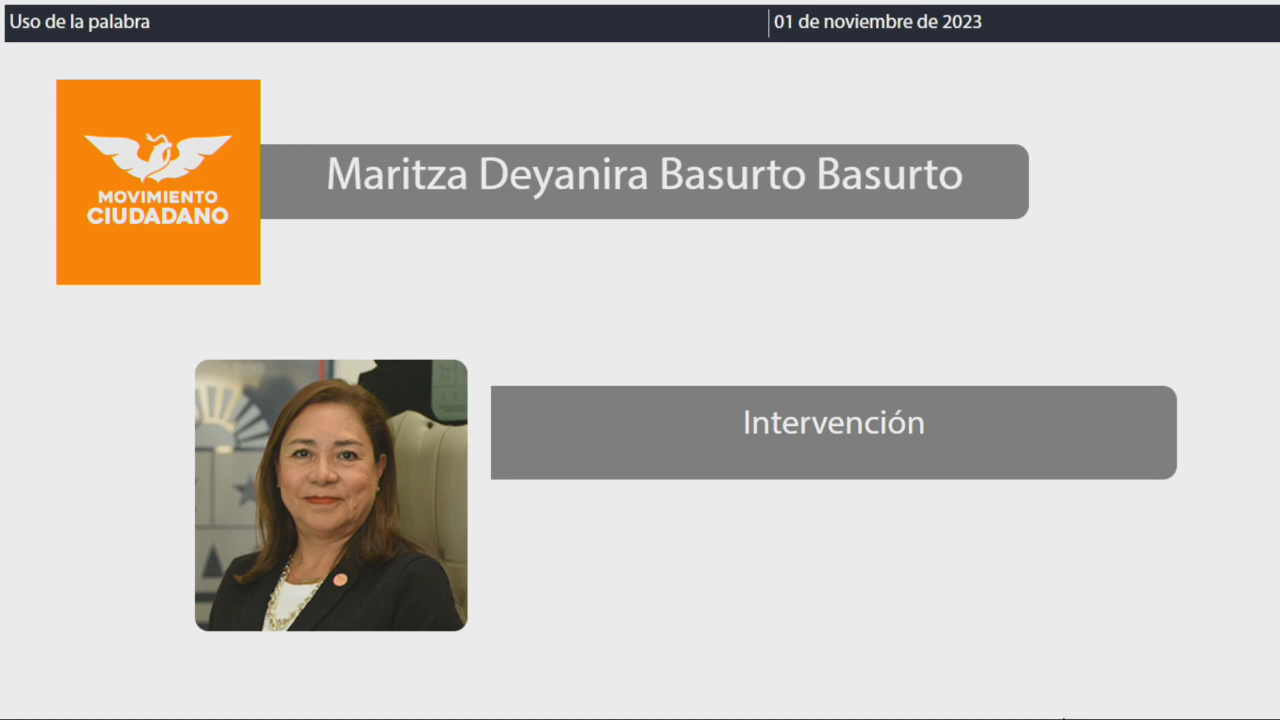 Uso de la palabra
01 de noviembre de 2023
MOVIMIENTO
CIUDADANO
Maritza Deyanira Basurto Basurto
Intervención